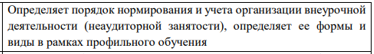 Определяет порядок нормирования и учета организации внеурочной
деятельности (неаудиторной занятости), определяет ее формы и
виды в рамках профильного обучения